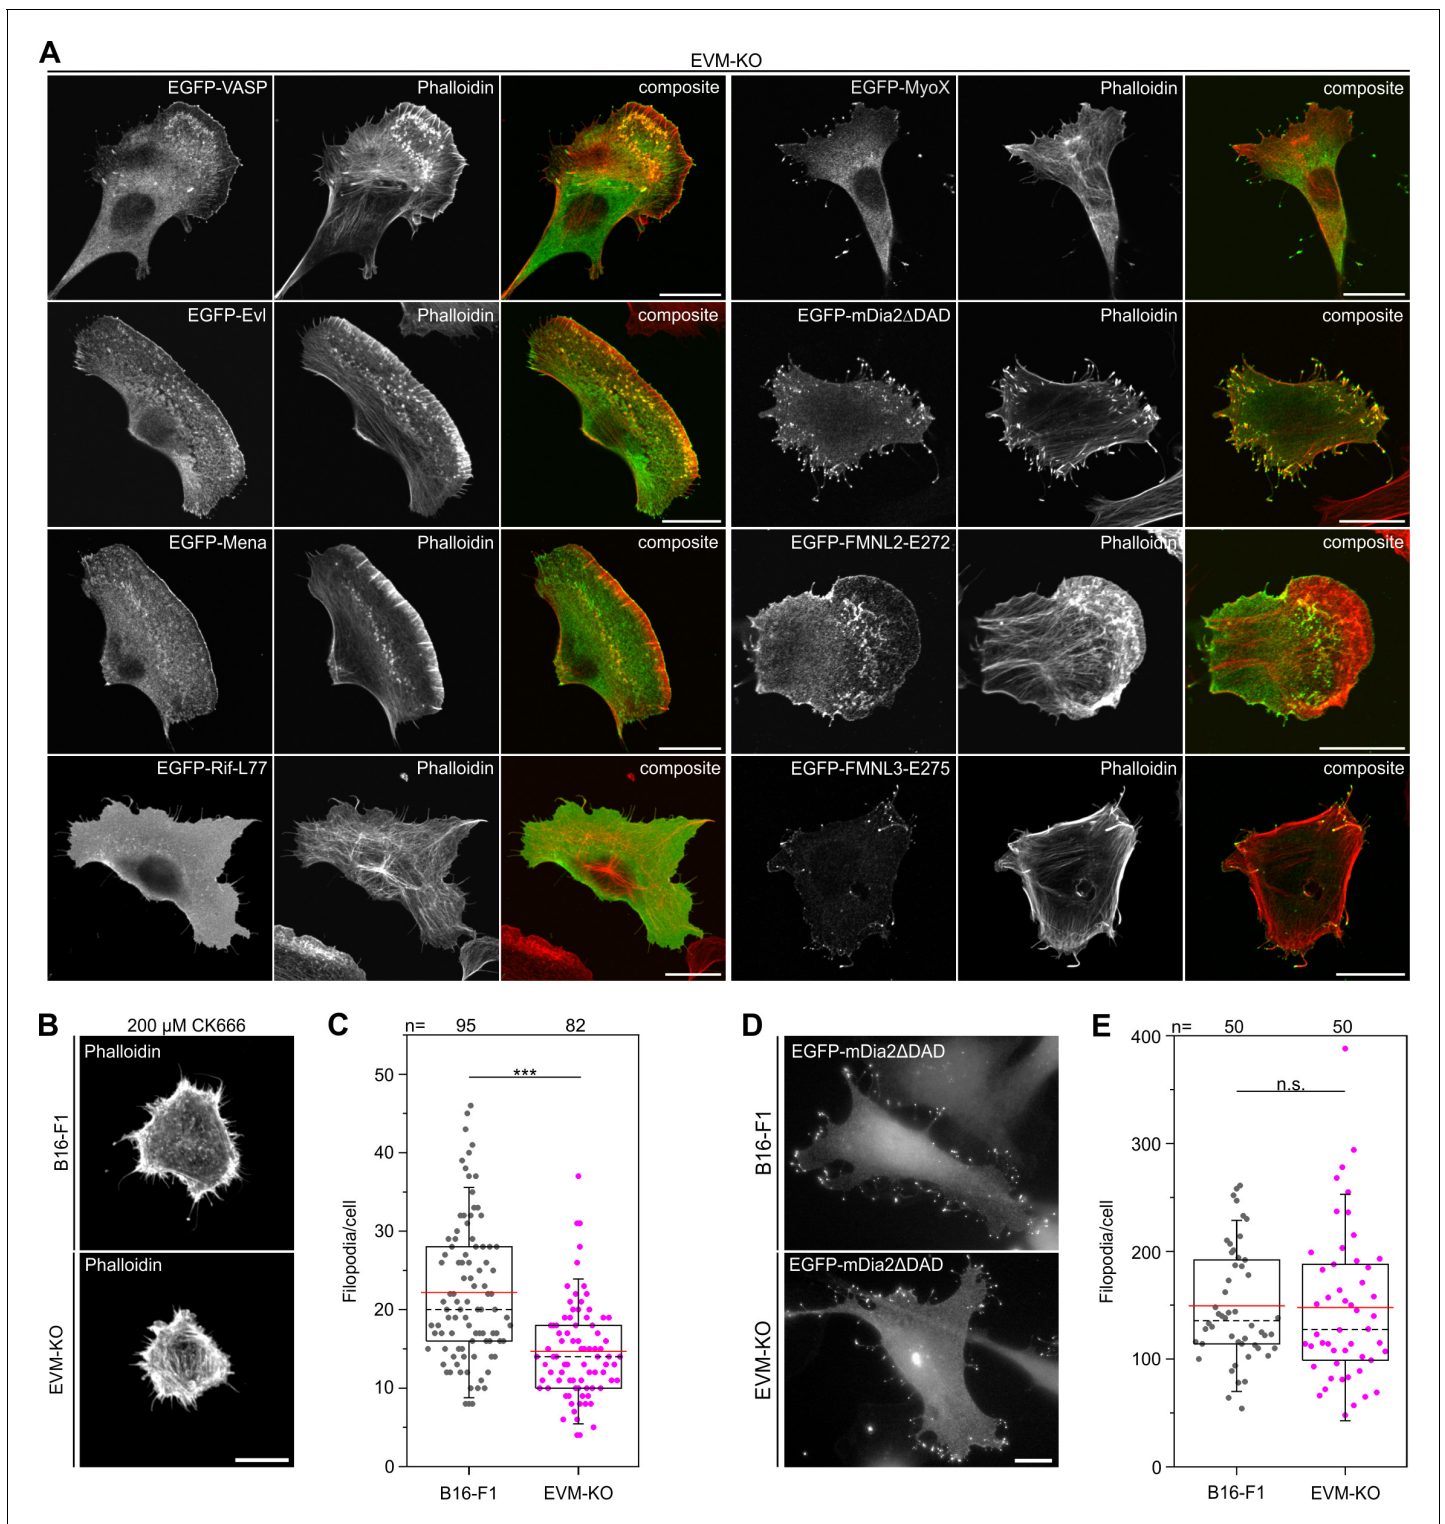 A
EVM-KO
EGFP-VASP Phalloidin composite EGFP-MyoX Phalloidin composite
EGFP-Evl Phalloidin composite EGFP-mDia2ΔDAD Phalloidin composite
EGFP-Mena Phalloidin composite EGFP-FMNL2-E272 Phalloidin composite
EGFP-Rif-L77 Phalloidin composite EGFP-FMNL3-E275 Phalloidin composite
B
200 µM CK666
Phalloidin
B16-F1
Phalloidin
EVM-KO
C
n= 95 82
***
50
40
30
20
10
0
Filopodia/cell
B16-F1 EVM-KO
D
EGFP-mDia2ΔDAD
B16-F1
EGFP-mDia2ΔDAD
EVM-KO
E
n= 50 50
n.s.
400
300
200
100
0
Filopodia/cell
B16-F1 EVM-KO